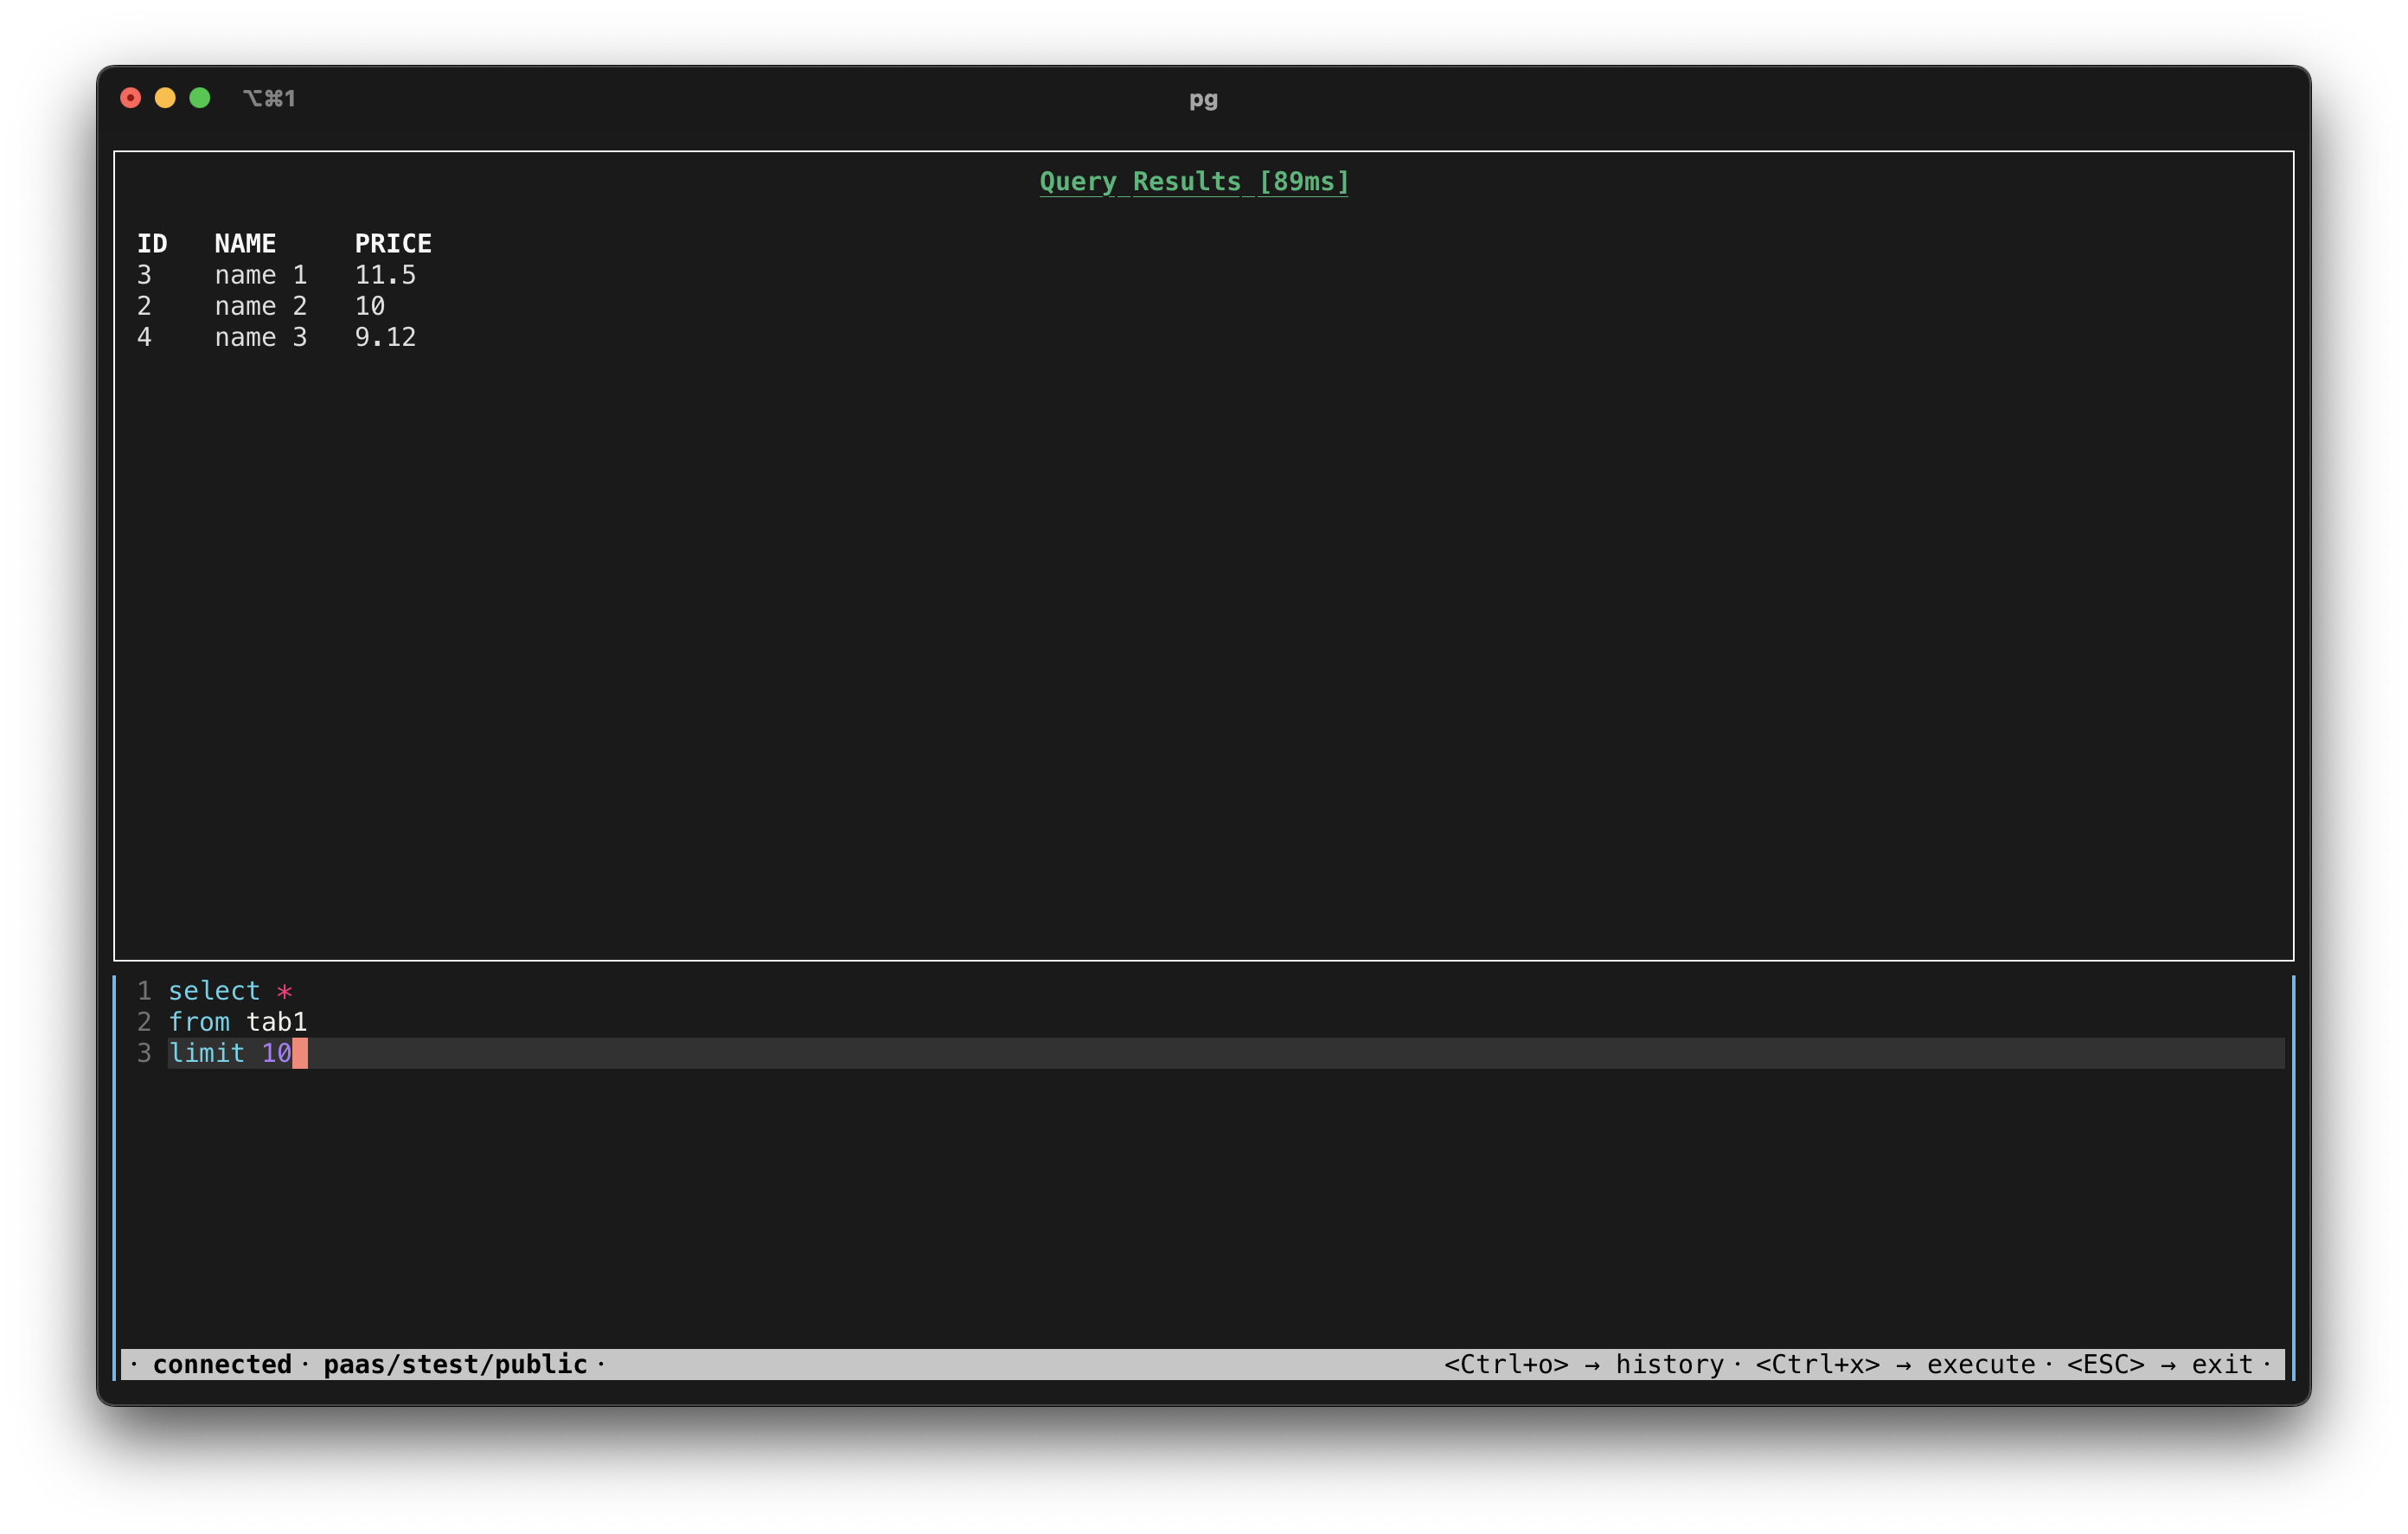 ⌥⌘1 pg
Query Results [89ms]
ID NAME PRICE
3 name 1 11.5
2 name 2 10
4 name 3 9.12
1 select *
2 from tab1
3 limit 10
· connected · paas/stest/public · <Ctrl+o> → history · <Ctrl+x> → execute · <ESC> → exit ·